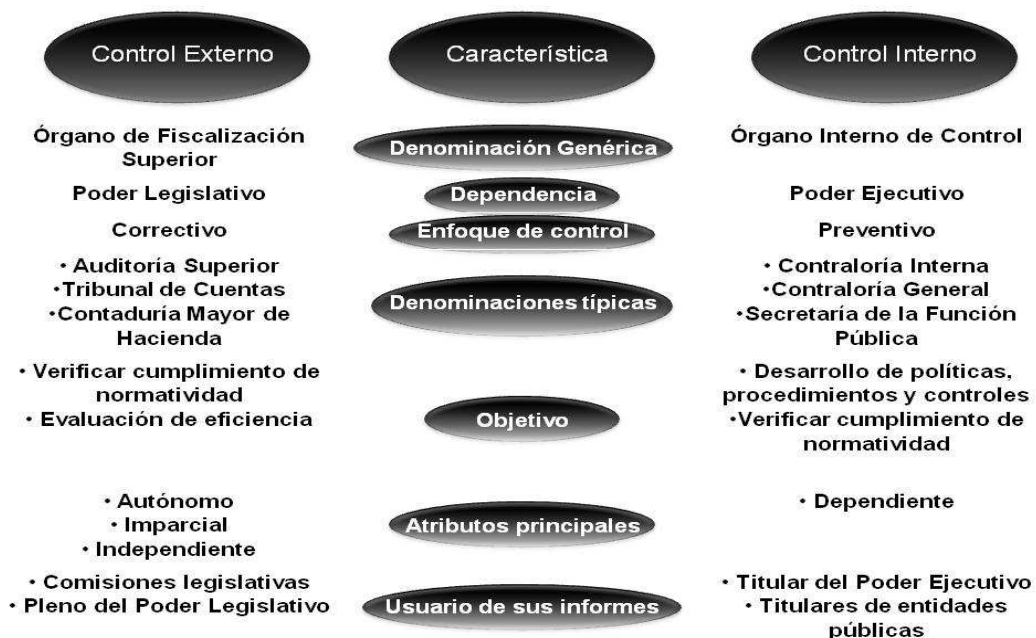 Control Externo
Característica
Control Interno
Órgano de Fiscalización
Superior
Denominación Genérica
Órgano Interno de Control
Poder Legislativo
Dependencia
Poder Ejecutivo
Correctivo
Enfoque de control
Preventivo
• Auditoría Superior
•Tribunal de Cuentas
•Contaduría Mayor de
Hacienda
Denominaciones típicas
• Contraloría Interna
•Contraloría General
•Secretaría de la Función
Pública
• Verificar cumplimiento de
normatividad
• Evaluación de eficiencia
Objetivo
• Desarrollo de políticas,
procedimientos y controles
•Verificar cumplimiento de
normatividad
• Autónomo
• Imparcial
• Independiente
Atributos principales
• Dependiente
• Comisiones legislativas
• Pleno del Poder Legislativo
Usuario de sus informes
• Titular del Poder Ejecutivo
• Titulares de entidades
públicas